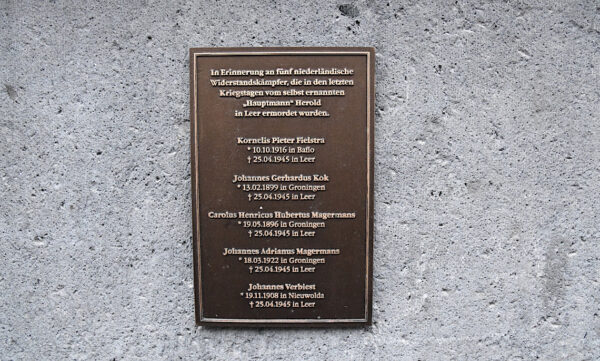 In Erinnerung an fünf niederländische
Widerstandskämpfer, die in den letzten
Kriegstagen vom selbst ernannten
„Hauptmann“ Herold
in Leer ermordet wurden.
Kornelis Pieter Fielstra
* 10.10.1916 in Baflo
† 25.04.1945 in Leer
Johannes Gerhardus Kok
* 13.02.1899 in Groningen
† 25.04.1945 in Leer
Carolus Henricus Hubertus Magermans
* 19.05.1896 in Groningen
† 25.04.1945 in Leer
Johannes Adrianus Magermans
* 18.03.1922 in Groningen
† 25.04.1945 in Leer
Johannes Verbiest
* 19.11.1908 in Nieuwolda
† 25.04.1945 in Leer